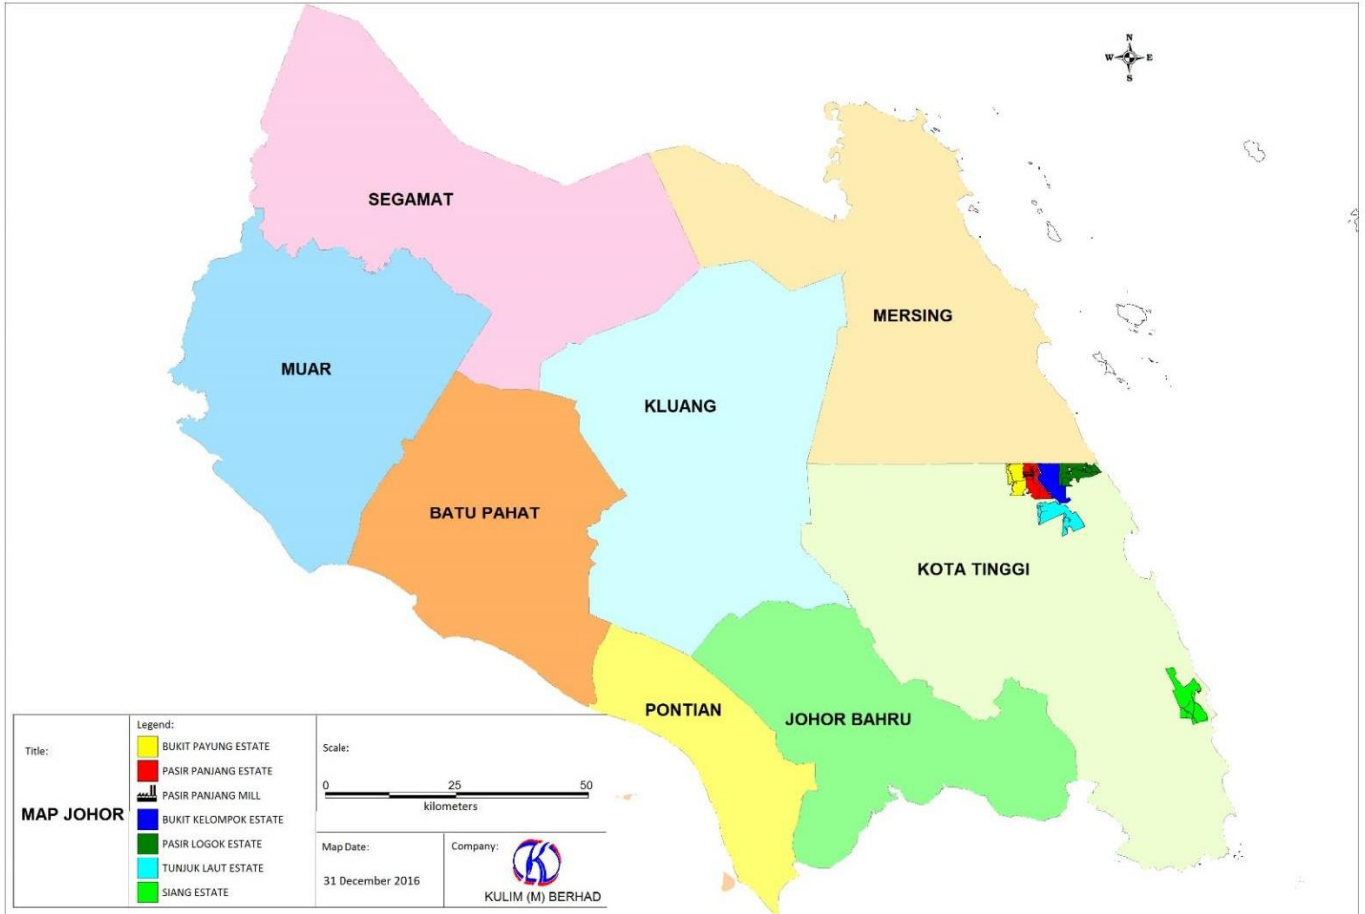 N
W E
S
SEGAMAT
MERSING
MUAR
KLUANG
BATU PAHAT
KOTA TINGGI
PONTIAN
JOHOR BAHRU
Title:
MAP JOHOR
Legend:
BUKIT PAYUNG ESTATE
PASIR PANJANG ESTATE
PASIR PANJANG MILL
BUKIT KELOMPOK ESTATE
PASIR LOGOK ESTATE
TUNJUK LAUT ESTATE
SIANG ESTATE
Scale:
0 25 50
kilometers
Map Date:
31 December 2016
Company:
KULIM (M) BERHAD